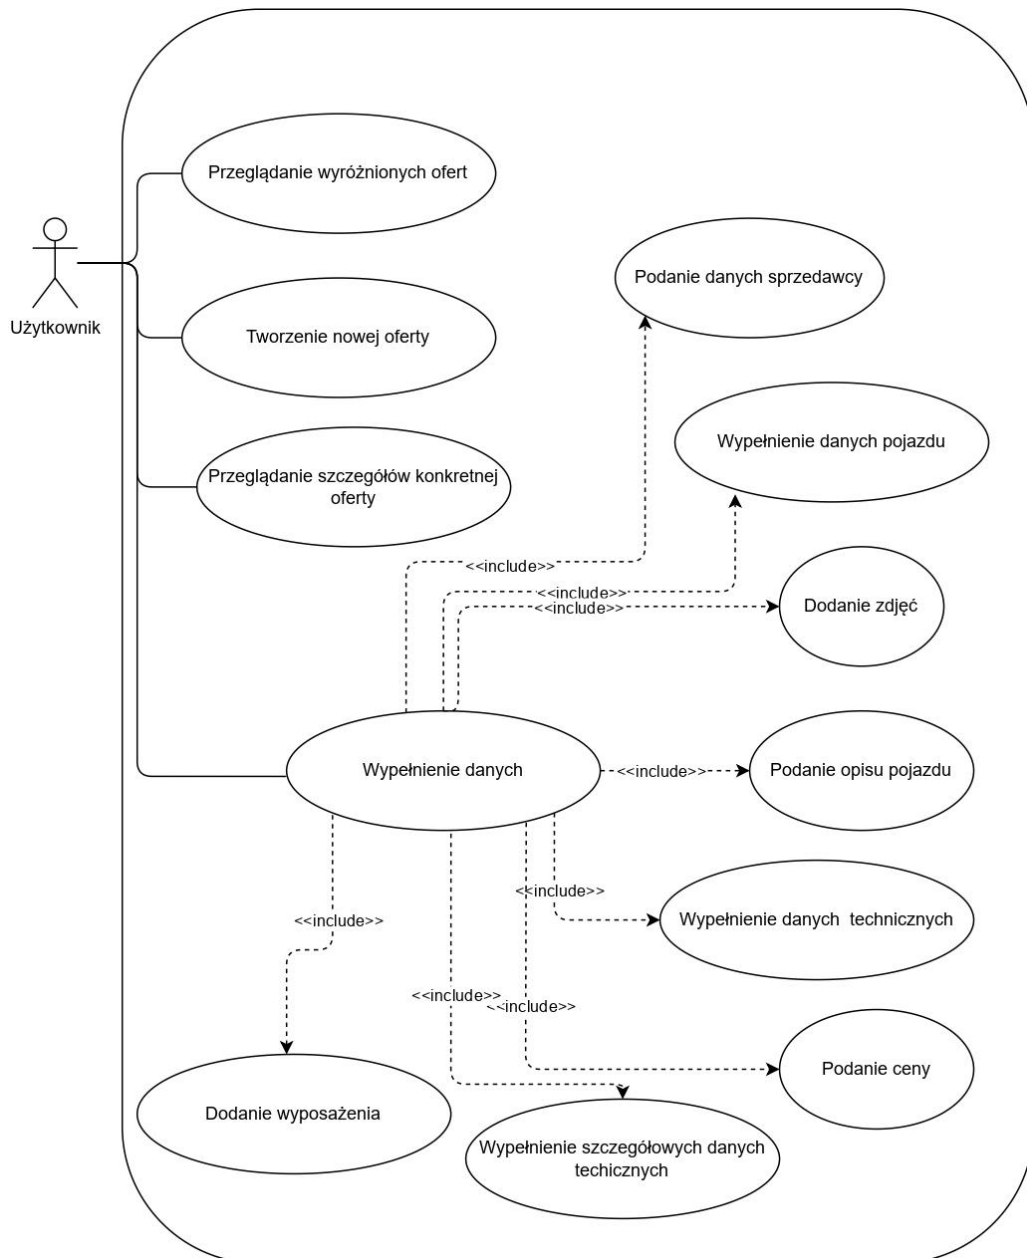 Przeglądanie wyróżnionych ofert
Podanie danych sprzedawcy
Użytkownik
Tworzenie nowej oferty
Wypełnienie danych pojazdu
Przeglądanie szczegółów konkretnej
oferty
<<include>>
<<include>>
<<include>>
Dodanie zdjęć
Wypełnienie danych
<<include>>
Podanie opisu pojazdu
<<include>>
<<include>>
Wypełnienie danych  technicznych
<<include>>
<<include>>
Podanie ceny
Dodanie wyposażenia
Wypełnienie szczegółowych danych
techicznych